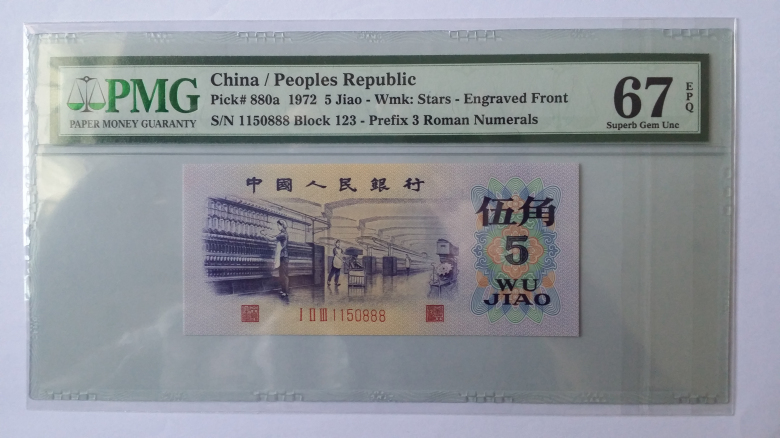 PMG
PAPER MONEY GUARANTY
China / Peoples Republic
Pick# 880a 1972 5 Jiao - Wmk: Stars - Engraved Front
S/N 1150888 Block 123 - Prefix 3 Roman Numerals
67 EPQ
Superb Gem Unc
中國人民銀行
伍角
5
WU
JIAO
I II III 1150888